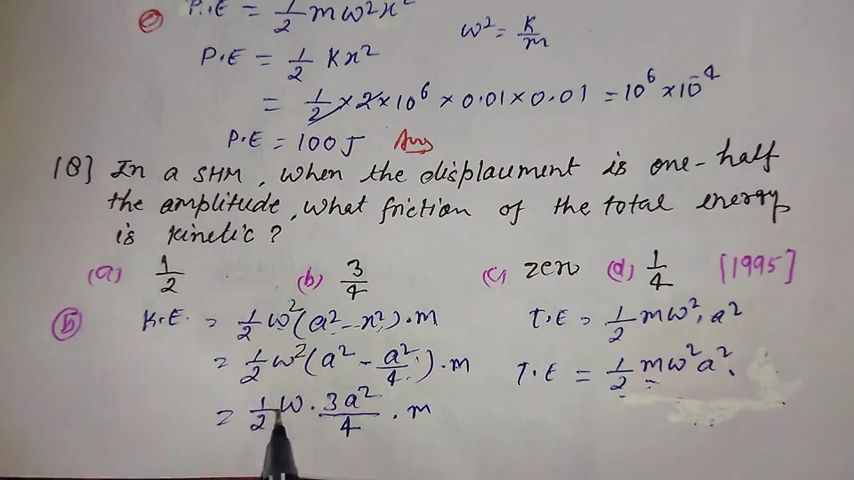 P.E = 1/2 mω²x²
ω² = K/m
P.E = 1/2 Kx²
= 1/2 × 2 × 10⁶ × 0.01 × 0.01 = 10⁶ × 10⁻⁴
P.E = 100J Ans
18] In a SHM, when the displacement is one-half
the amplitude, what friction of the total energy
is kinetic?
(a) 1/2 (b) 3/4 (c) zero (d) 1/4 [1995]
(b) K.E. = 1/2 ω²(a² - x²)·m T.E = 1/2 mω²·a²
= 1/2 ω²(a² - a²/4)·m T.E = 1/2 mω²a².
= 1/2 ω · 3a²/4 · m